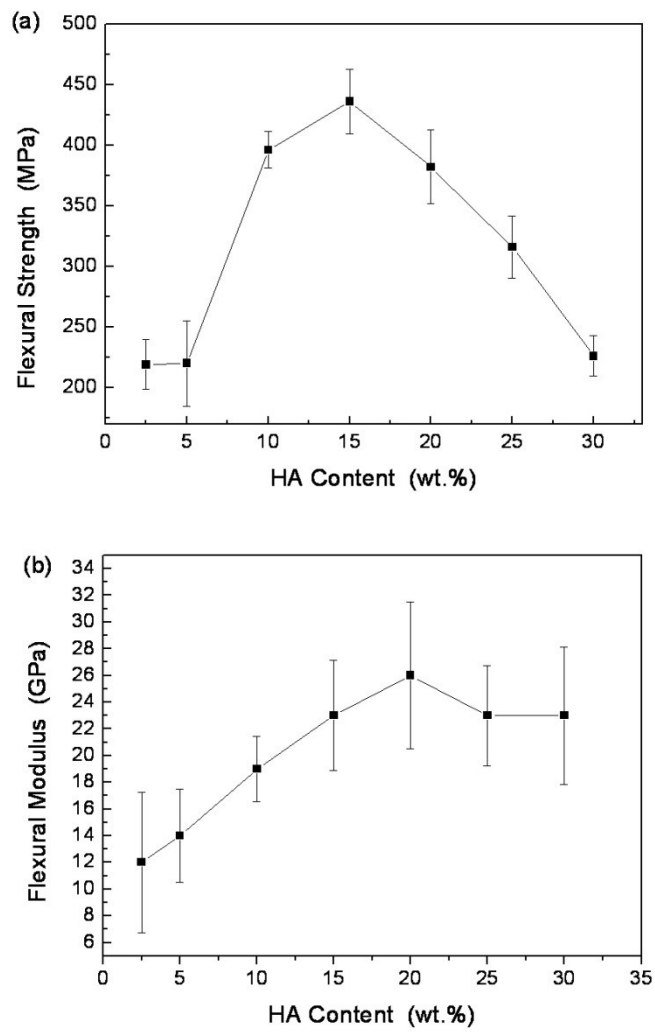 (a)
500
450
400
350
300
250
200
Flexural Strength (MPa)
0 5 10 15 20 25 30
HA Content (wt.%)
(b)
34
32
30
28
26
24
22
20
18
16
14
12
10
8
6
Flexural Modulus (GPa)
0 5 10 15 20 25 30 35
HA Content (wt.%)